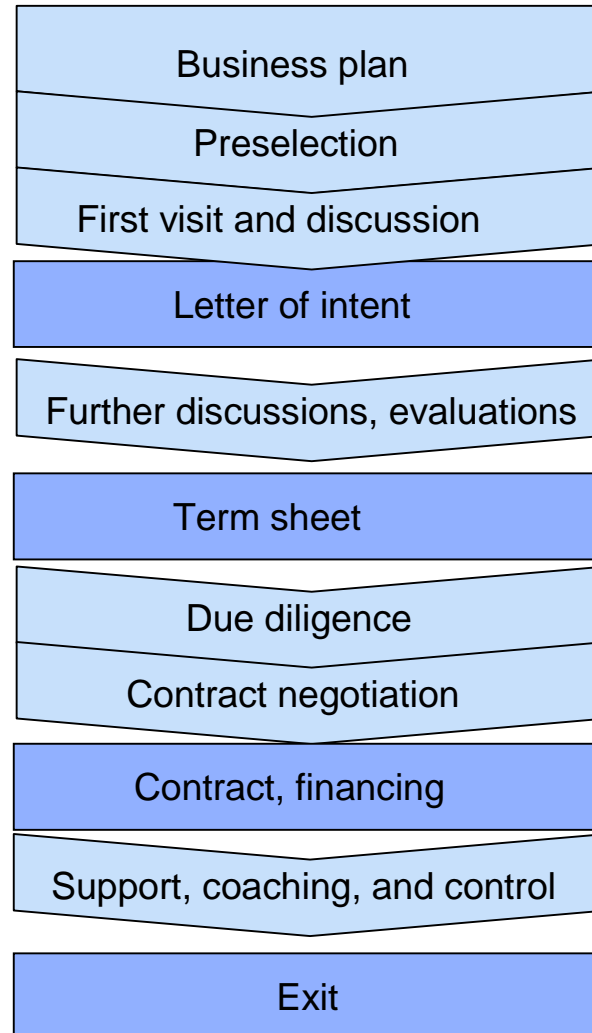 Business plan
Preselection
First visit and discussion
Letter of intent
Further discussions, evaluations
Term sheet
Due diligence
Contract negotiation
Contract, financing
Support, coaching, and control
Exit